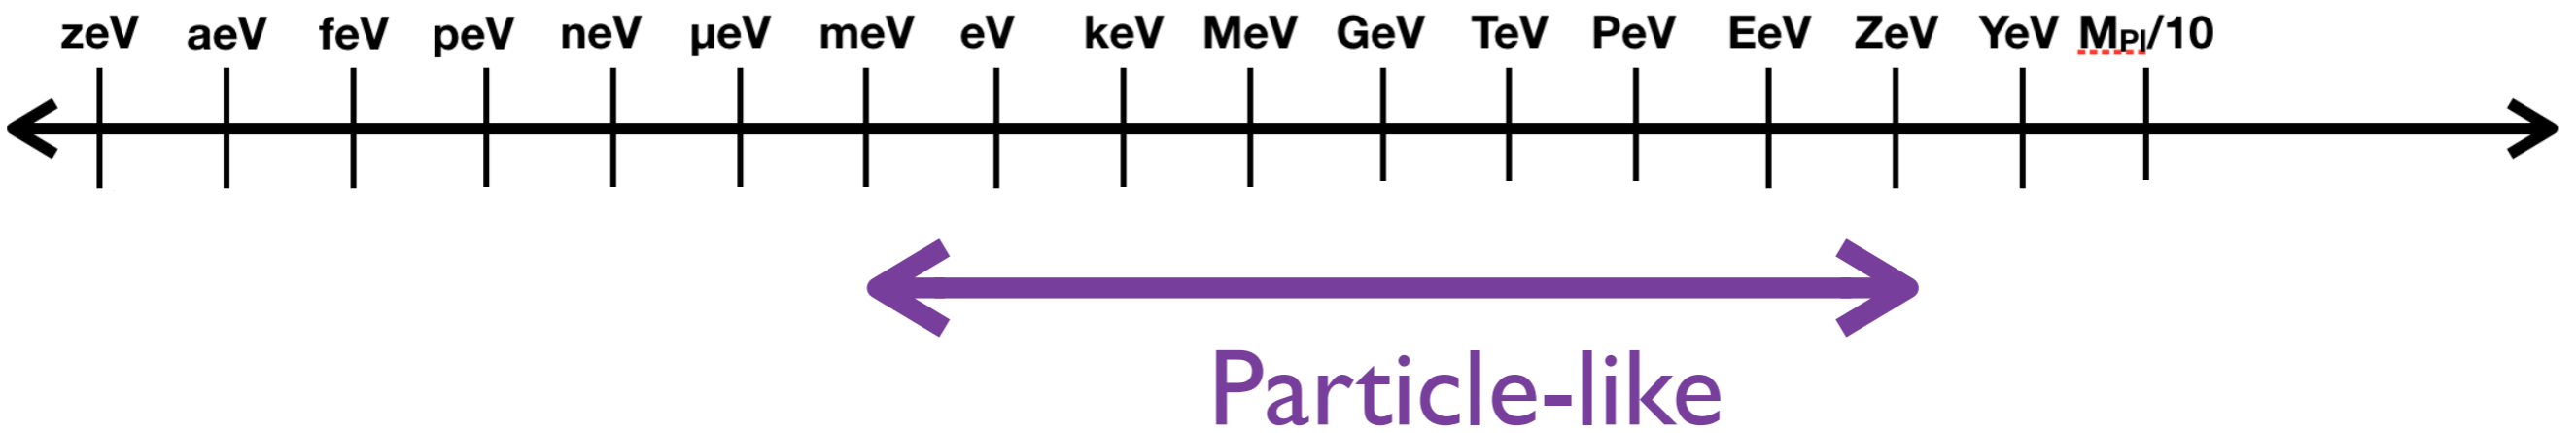 zeV aeV feV peV neV μeV meV eV keV MeV GeV TeV PeV EeV ZeV YeV MPl/10
Particle-like